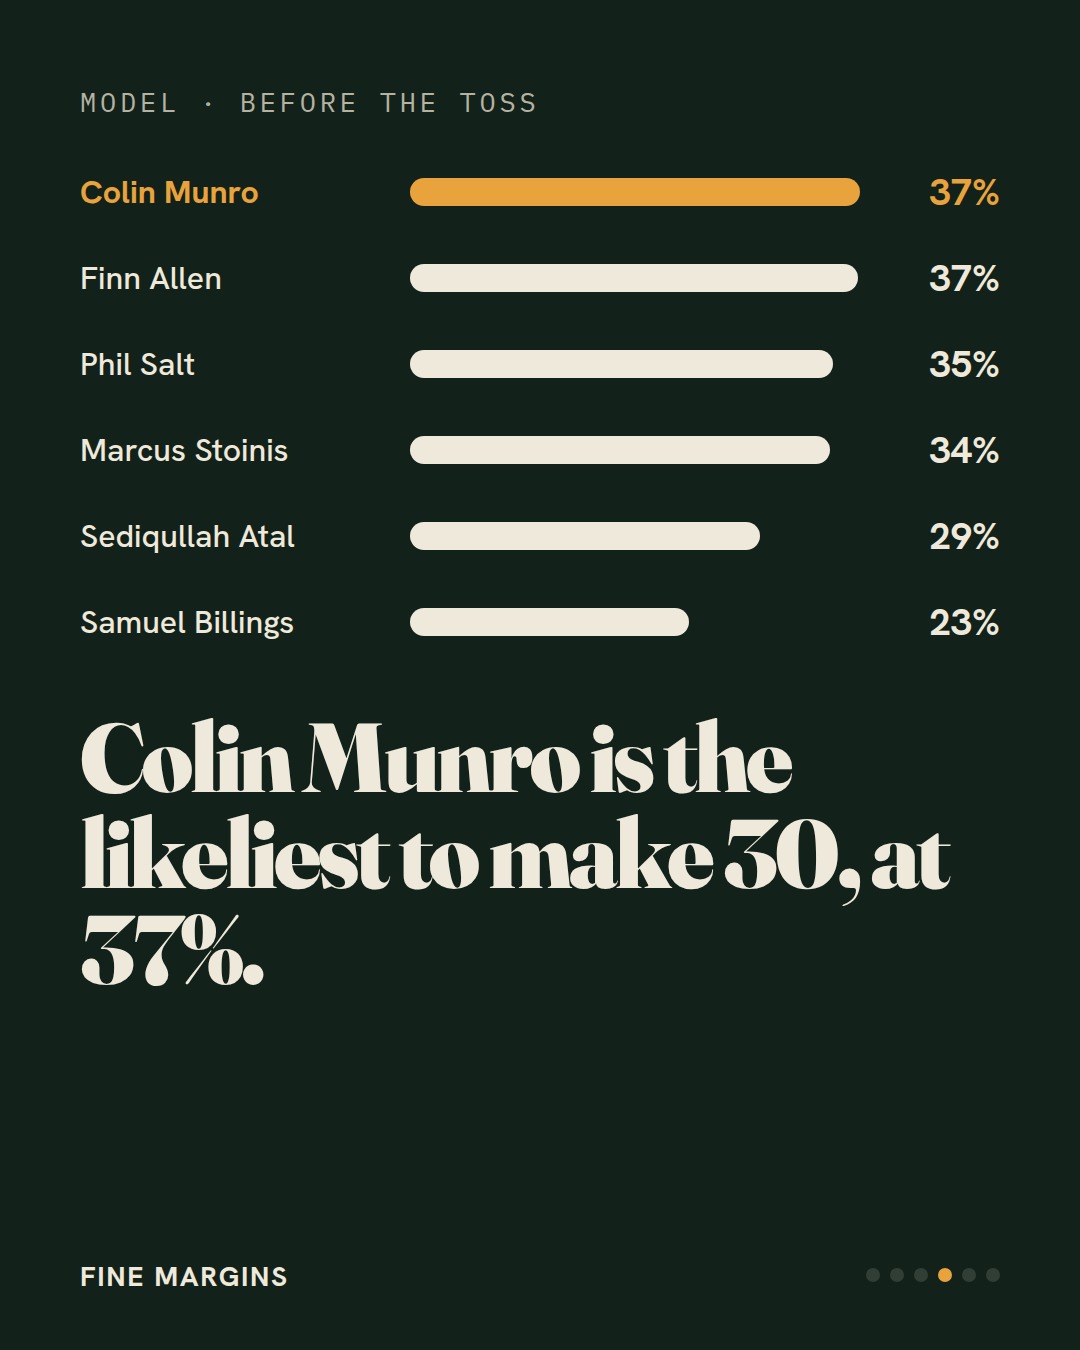 MODEL · BEFORE THE TOSS
Colin Munro 37%
Finn Allen 37%
Phil Salt 35%
Marcus Stoinis 34%
Sediqullah Atal 29%
Samuel Billings 23%
Colin Munro is the
likeliest to make 30, at
37%.
FINE MARGINS